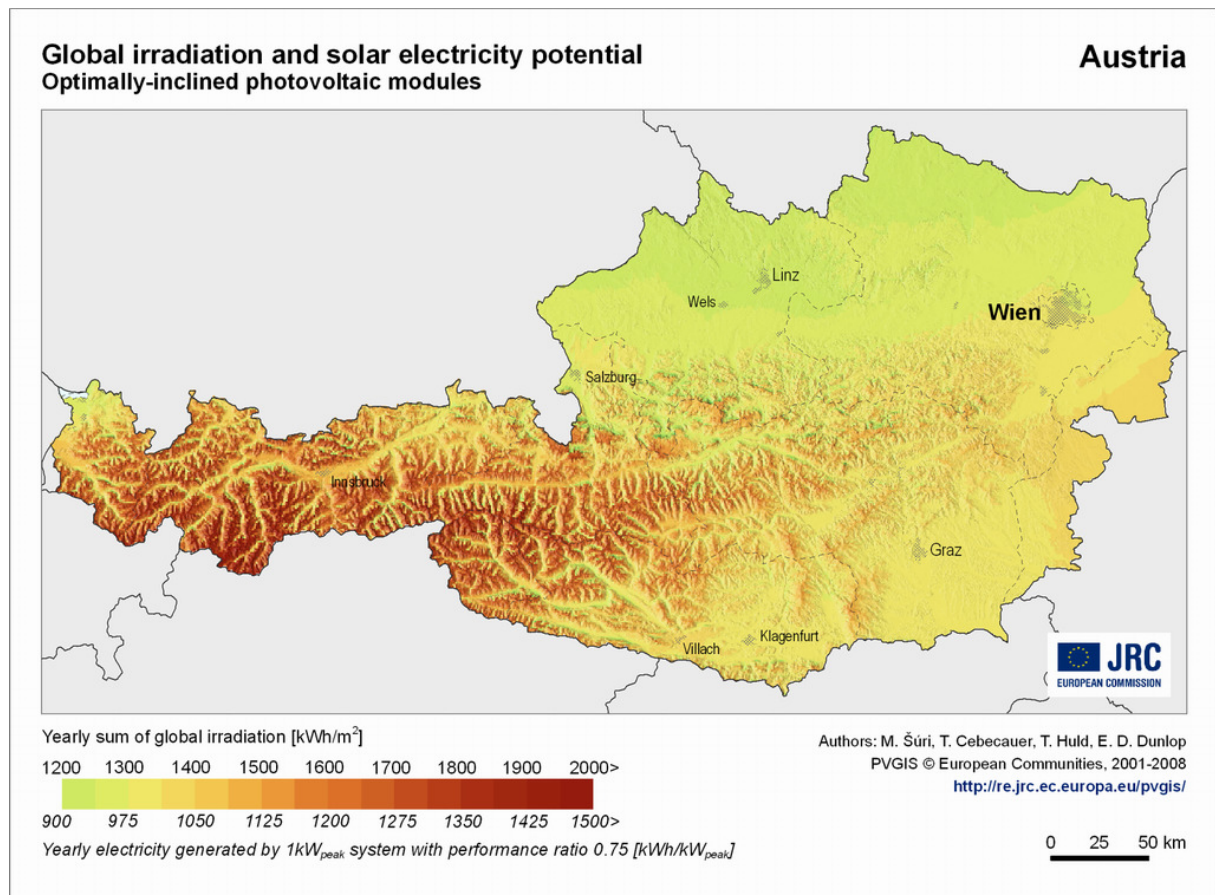 Global irradiation and solar electricity potential
Optimally-inclined photovoltaic modules
Austria
Linz
Wels
Wien
Salzburg
Innsbruck
Graz
Villach
Klagenfurt
JRC
EUROPEAN COMMISSION
Yearly sum of global irradiation [kWh/m²]
1200 1300 1400 1500 1600 1700 1800 1900 2000>
900 975 1050 1125 1200 1275 1350 1425 1500>
Yearly electricity generated by 1kWpeak system with performance ratio 0.75 [kWh/kWpeak]
Authors: M. Šúri, T. Cebecauer, T. Huld, E. D. Dunlop
PVGIS © European Communities, 2001-2008
http://re.jrc.ec.europa.eu/pvgis/
0 25 50 km